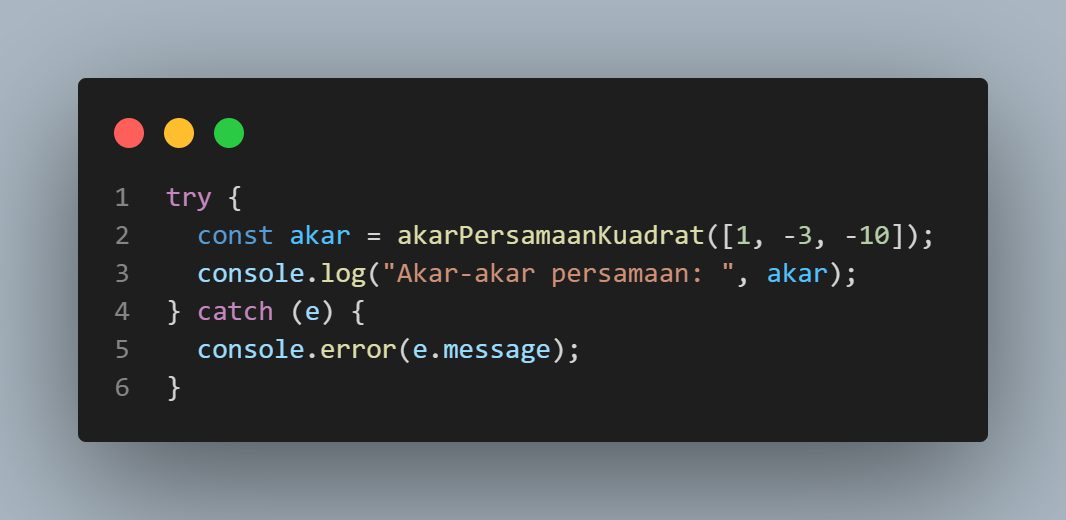 1 try {
2   const akar = akarPersamaanKuadrat([1, -3, -10]);
3   console.log("Akar-akar persamaan: ", akar);
4 } catch (e) {
5   console.error(e.message);
6 }